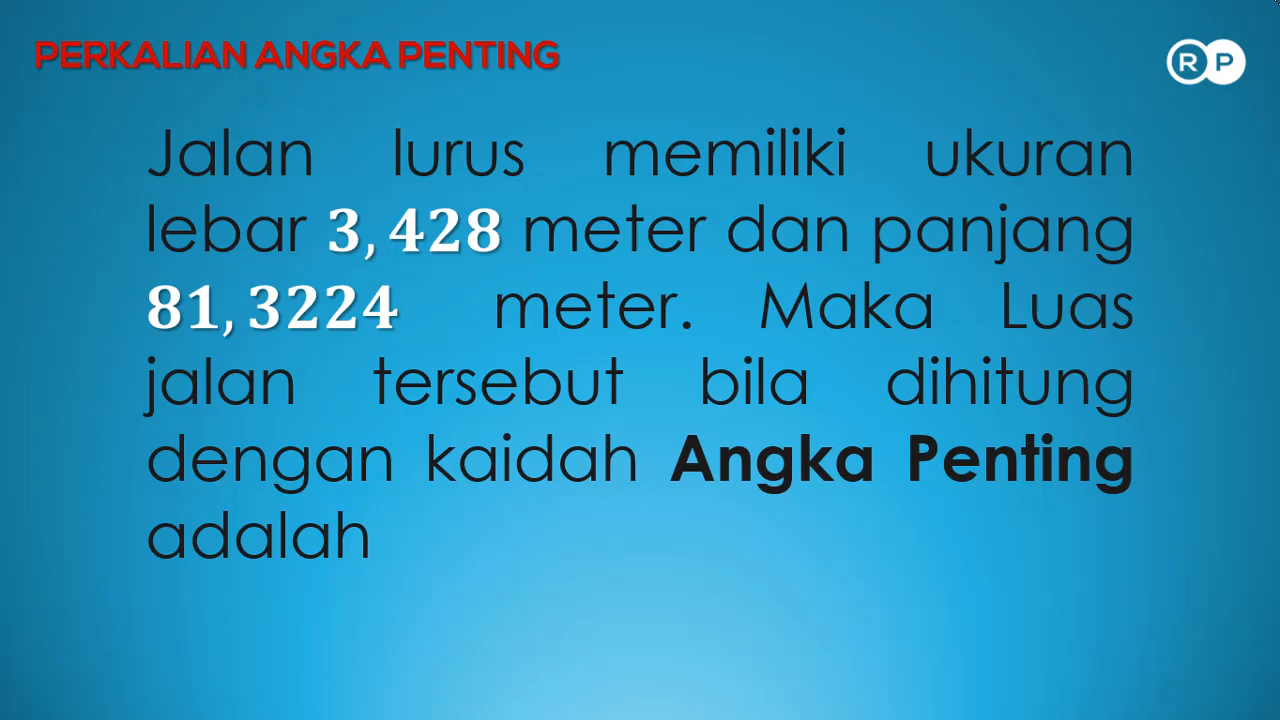 PERKALIAN ANGKA PENTING
RP
Jalan lurus memiliki ukuran
lebar 3,428 meter dan panjang
81,3224 meter. Maka Luas
jalan tersebut bila dihitung
dengan kaidah Angka Penting
adalah